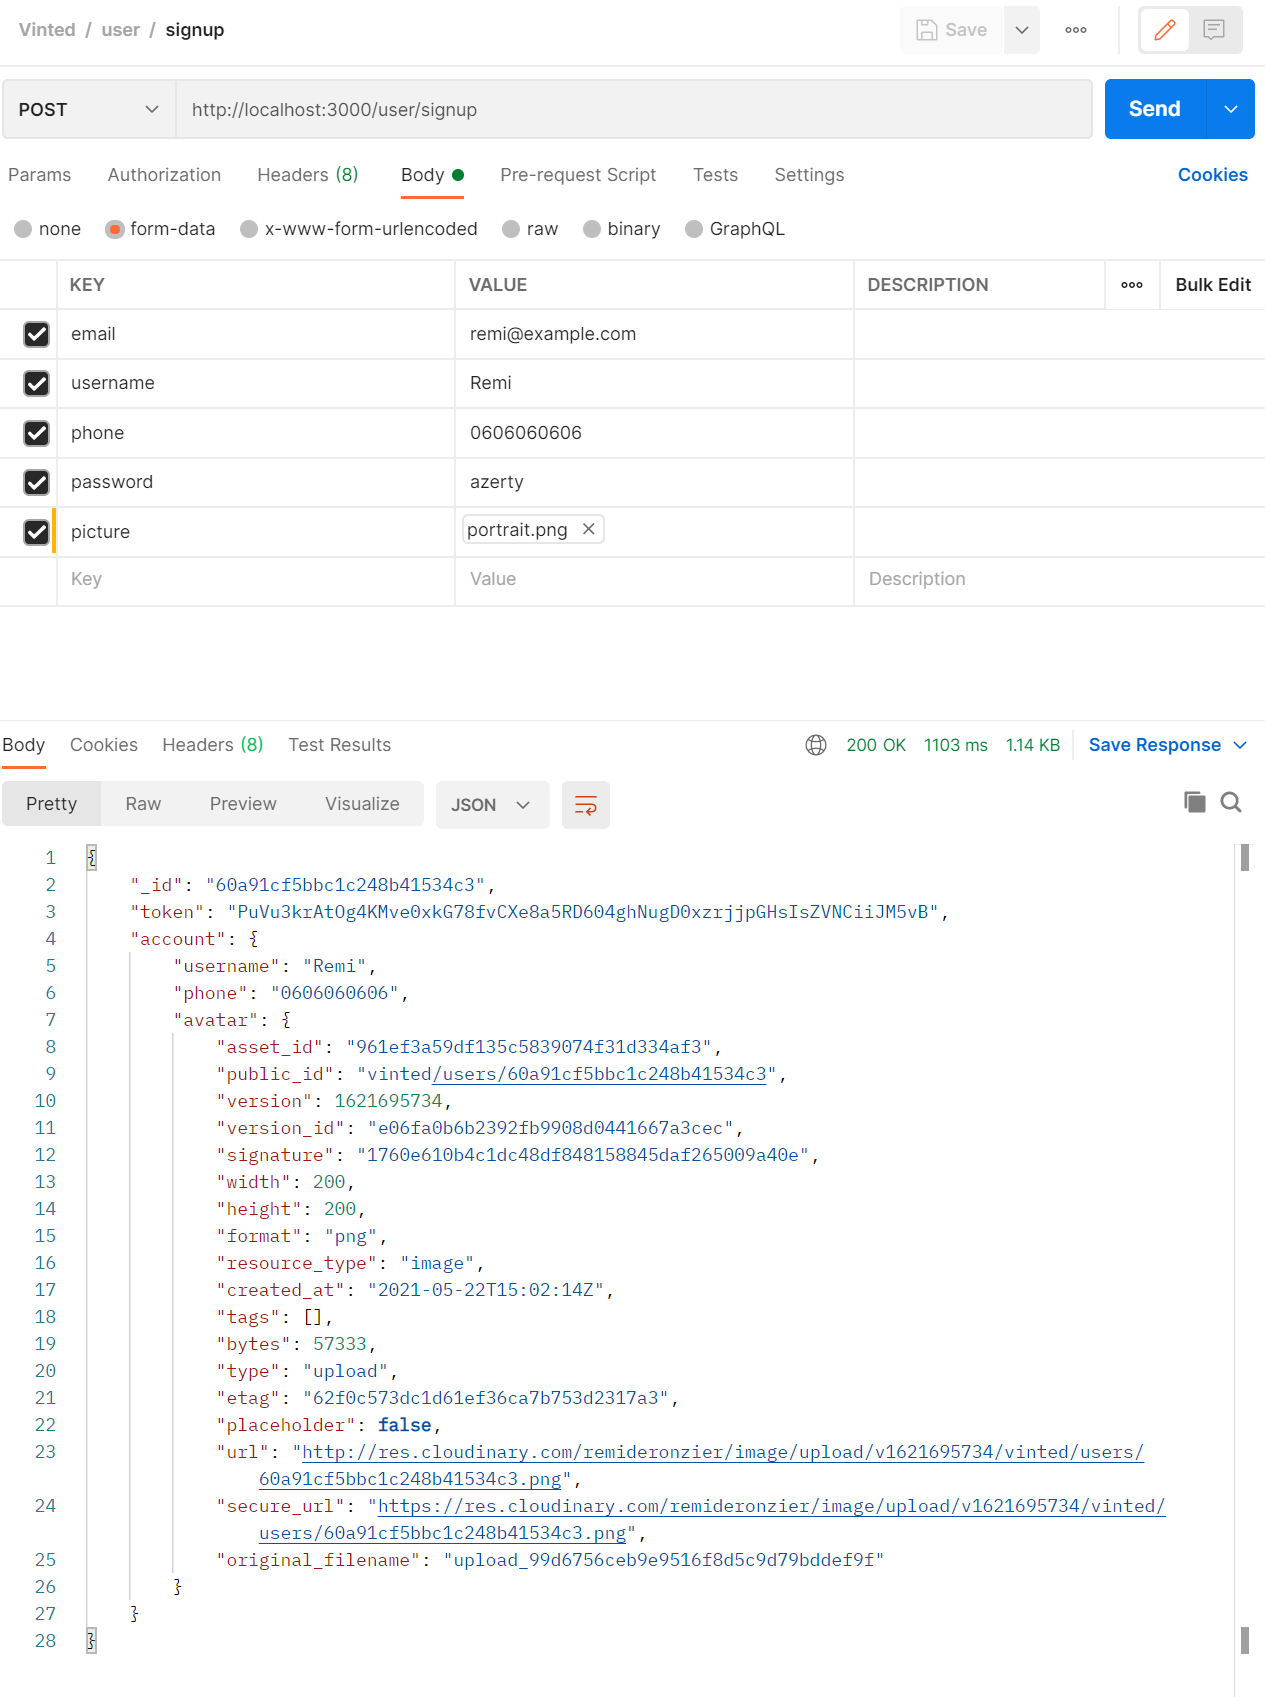 Vinted / user / signup
Save
POST
http://localhost:3000/user/signup
Send
Params Authorization Headers (8) Body Pre-request Script Tests Settings Cookies
none form-data x-www-form-urlencoded raw binary GraphQL
KEY VALUE DESCRIPTION Bulk Edit
email remi@example.com
username Remi
phone 0606060606
password azerty
picture portrait.png
Key Value Description
Body Cookies Headers (8) Test Results 200 OK 1103 ms 1.14 KB Save Response
Pretty Raw Preview Visualize JSON
1 {
2 "_id": "60a91cf5bbc1c248b41534c3",
3 "token": "PuVu3krAtOg4KMve0xkG78fvCXe8a5RD604ghNugD0xzrjjpGHsIsZVNCiiJM5vB",
4 "account": {
5 "username": "Remi",
6 "phone": "0606060606",
7 "avatar": {
8 "asset_id": "961ef3a59df135c5839074f31d334af3",
9 "public_id": "vinted/users/60a91cf5bbc1c248b41534c3",
10 "version": 1621695734,
11 "version_id": "e06fa0b6b2392fb9908d0441667a3cec",
12 "signature": "1760e610b4c1dc48df848158845daf265009a40e",
13 "width": 200,
14 "height": 200,
15 "format": "png",
16 "resource_type": "image",
17 "created_at": "2021-05-22T15:02:14Z",
18 "tags": [],
19 "bytes": 57333,
20 "type": "upload",
21 "etag": "62f0c573dc1d61ef36ca7b753d2317a3",
22 "placeholder": false,
23 "url": "http://res.cloudinary.com/remideronzier/image/upload/v1621695734/vinted/users/
60a91cf5bbc1c248b41534c3.png",
24 "secure_url": "https://res.cloudinary.com/remideronzier/image/upload/v1621695734/vinted/
users/60a91cf5bbc1c248b41534c3.png",
25 "original_filename": "upload_99d6756ceb9e9516f8d5c9d79bddef9f"
26 }
27 }
28 }